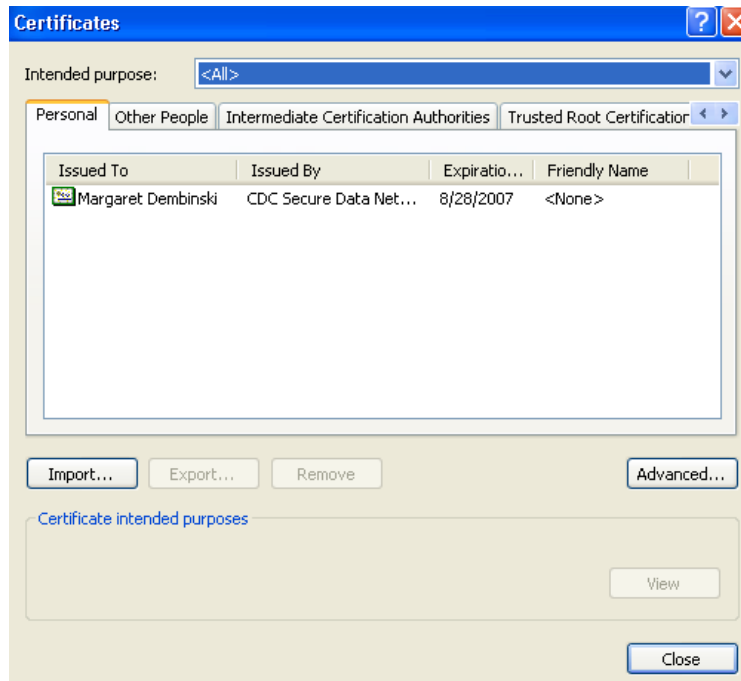 Certificates
Intended purpose: <All>
Personal Other People Intermediate Certification Authorities Trusted Root Certification
Issued To Issued By Expiratio... Friendly Name
Margaret Dembinski CDC Secure Data Net... 8/28/2007 <None>
Import... Export... Remove Advanced...
Certificate intended purposes
View
Close